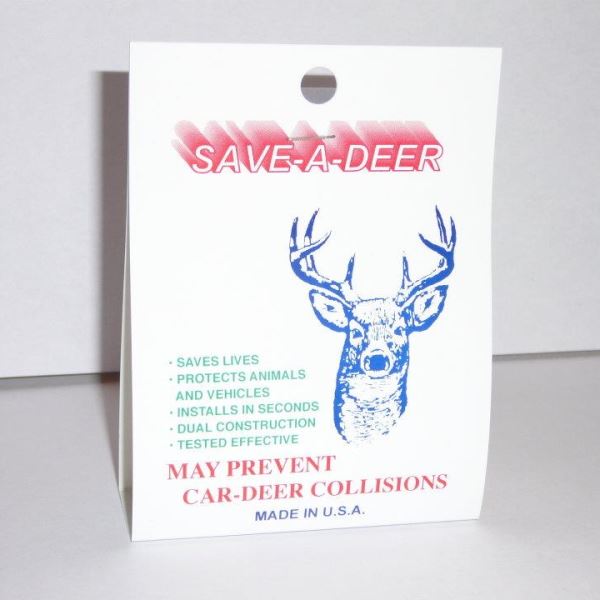 SAVE-A-DEER
· SAVES LIVES
· PROTECTS ANIMALS
AND VEHICLES
· INSTALLS IN SECONDS
· DUAL CONSTRUCTION
· TESTED EFFECTIVE
MAY PREVENT
CAR-DEER COLLISIONS
MADE IN U.S.A.